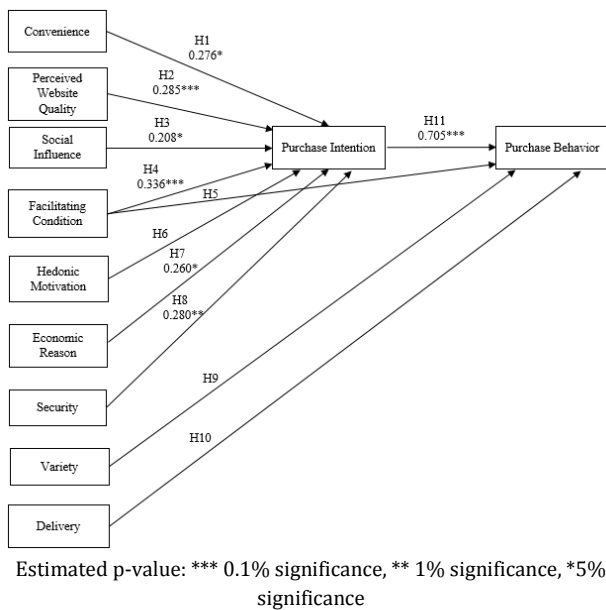 Convenience
H1
0.276*
Perceived
Website
Quality
H2
0.285***
Social
Influence
H3
0.208*
Purchase Intention
H11
0.705***
Purchase Behavior
Facilitating
Condition
H4
0.336***
H5
Hedonic
Motivation
H6
Economic
Reason
H7
0.260*
Security
H8
0.280**
Variety
H9
Delivery
H10
Estimated p-value: *** 0.1% significance, ** 1% significance, *5%
significance